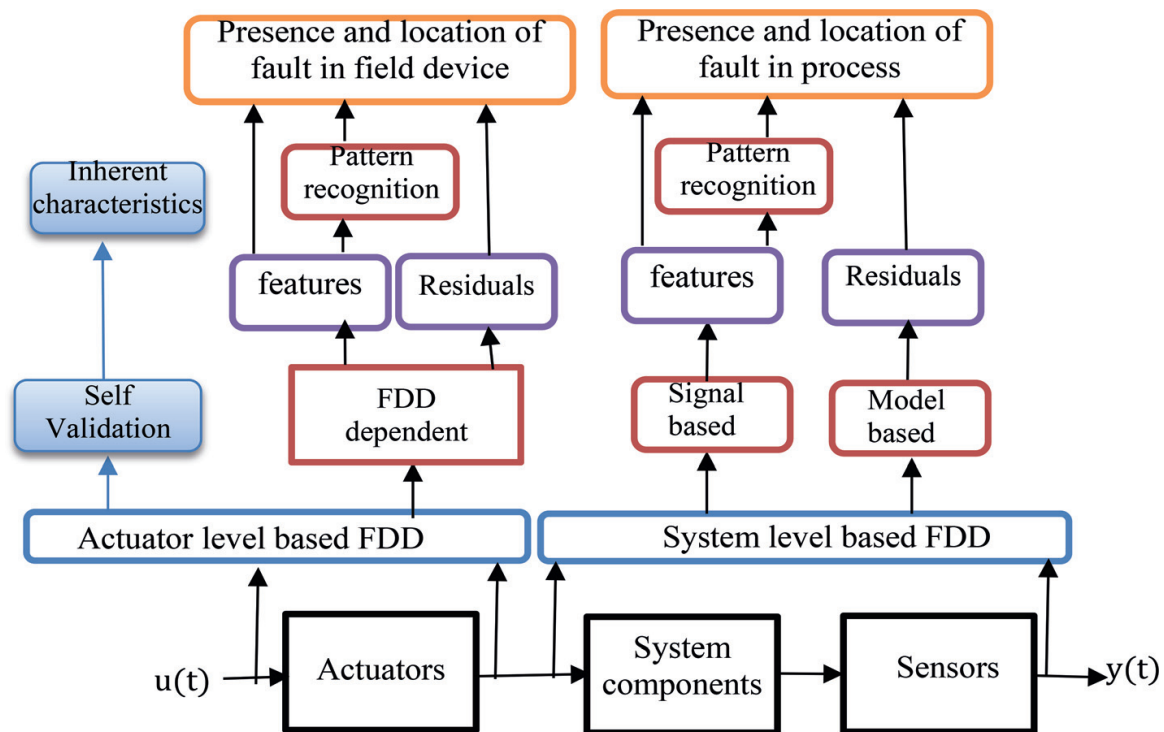 Presence and location of
fault in field device
Presence and location of
fault in process
Inherent
characteristics
Pattern
recognition
Pattern
recognition
features
Residuals
features
Residuals
Self
Validation
FDD
dependent
Signal
based
Model
based
Actuator level based FDD
System level based FDD
u(t)
Actuators
System
components
Sensors
y(t)